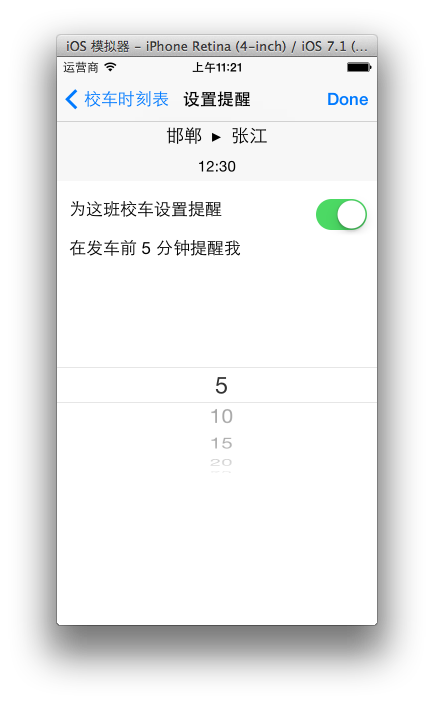 iOS 模拟器 - iPhone Retina (4-inch) / iOS 7.1 (...
运营商 上午11:21
校车时刻表 设置提醒 Done
邯郸 ▸ 张江
12:30
为这班校车设置提醒
在发车前 5 分钟提醒我
5
10
15
20